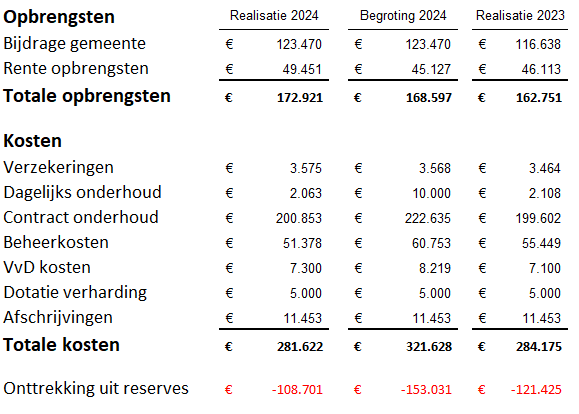 Opbrengsten Realisatie 2024 Begroting 2024 Realisatie 2023
Bijdrage gemeente € 123.470 € 123.470 € 116.638
Rente opbrengsten € 49.451 € 45.127 € 46.113
Totale opbrengsten € 172.921 € 168.597 € 162.751
Kosten
Verzekeringen € 3.575 € 3.568 € 3.464
Dagelijks onderhoud € 2.063 € 10.000 € 2.108
Contract onderhoud € 200.853 € 222.635 € 199.602
Beheerkosten € 51.378 € 60.753 € 55.449
VvD kosten € 7.300 € 8.219 € 7.100
Dotatie verharding € 5.000 € 5.000 € 5.000
Afschrijvingen € 11.453 € 11.453 € 11.453
Totale kosten € 281.622 € 321.628 € 284.175
Onttrekking uit reserves € -108.701 € -153.031 € -121.425